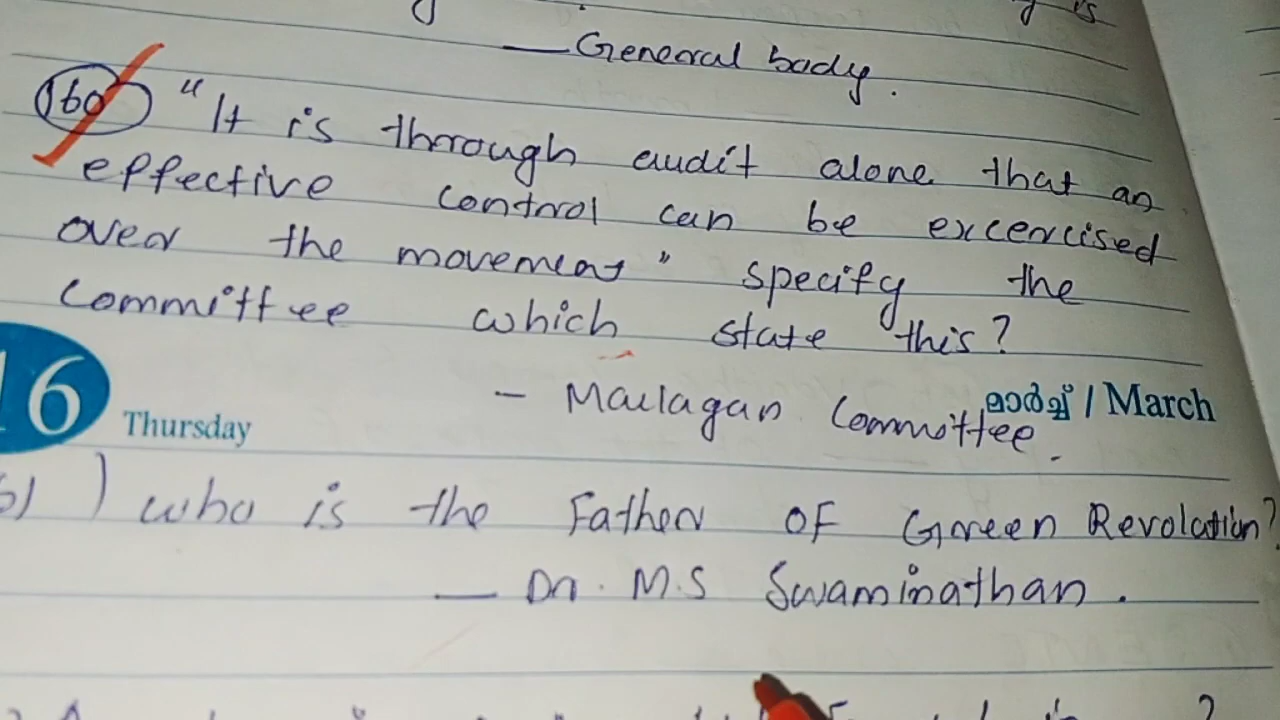 — General body.
160 "It is through audit alone that an
effective control can be excercised
over the movement" specify the
committee which state this?
16 Thursday മാർച്ച് / March
- Maclagan Committee.
) who is the Father OF Green Revolation?
— Dr. M.S Swaminathan.